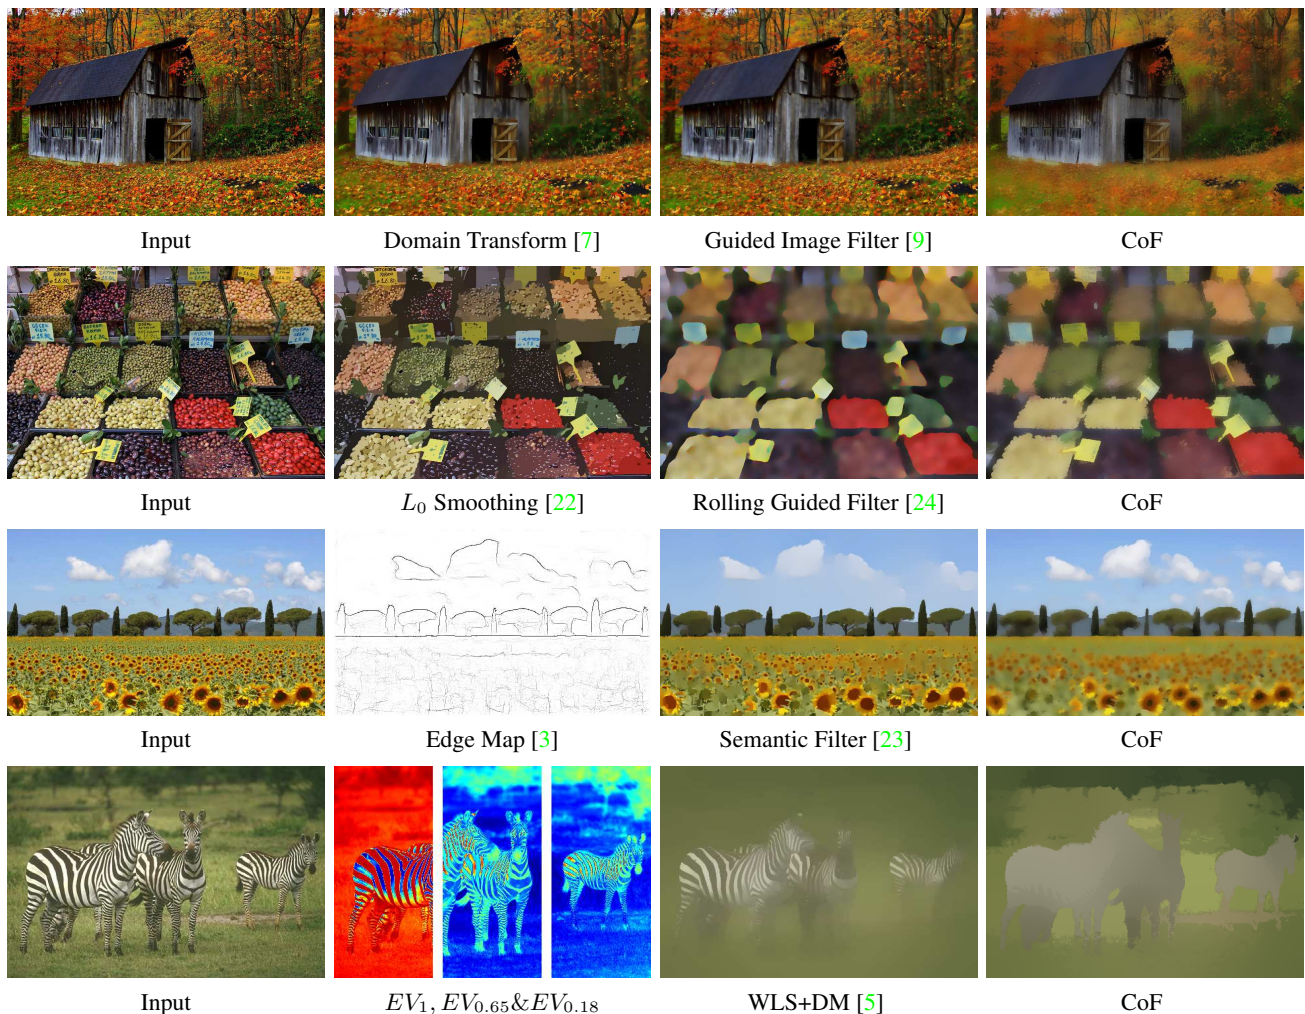 Input
Domain Transform [7]
Guided Image Filter [9]
CoF
Input
L₀ Smoothing [22]
Rolling Guided Filter [24]
CoF
Input
Edge Map [3]
Semantic Filter [23]
CoF
Input
EV₁, EV₀.₆₅&EV₀.₁₈
WLS+DM [5]
CoF